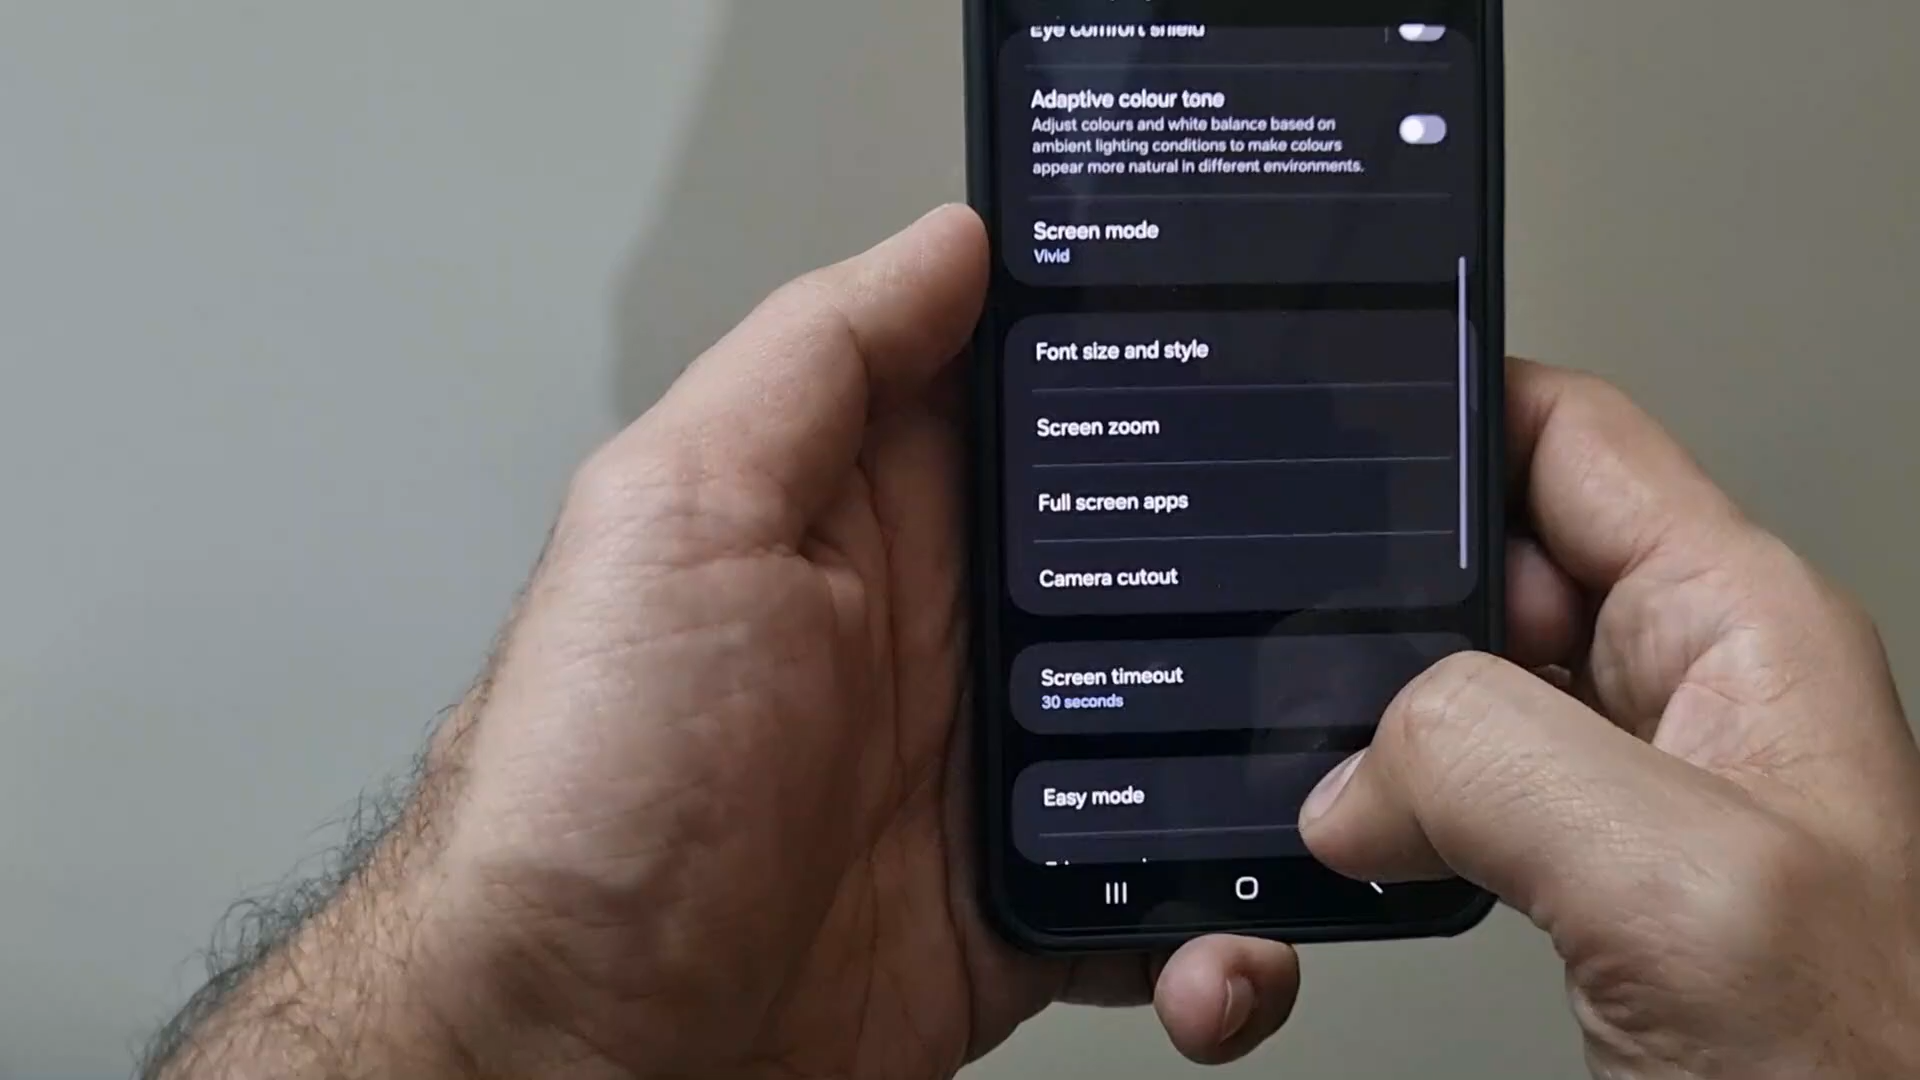 Eye comfort shield
Adaptive colour tone
Adjust colours and white balance based on
ambient lighting conditions to make colours
appear more natural in different environments.
Screen mode
Vivid
Font size and style
Screen zoom
Full screen apps
Camera cutout
Screen timeout
30 seconds
Easy mode